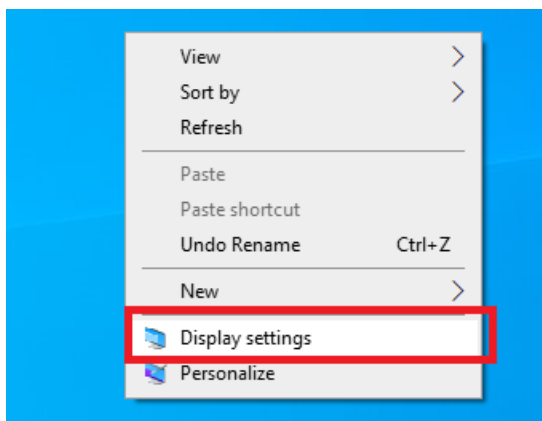 View
Sort by
Refresh
Paste
Paste shortcut
Undo Rename Ctrl+Z
New
Display settings
Personalize